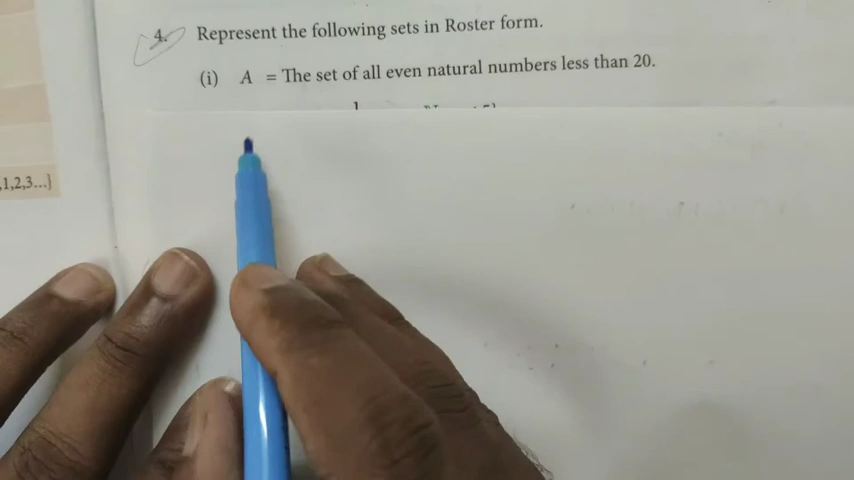 4. Represent the following sets in Roster form.
(i) A = The set of all even natural numbers less than 20.
,1,2,3...}